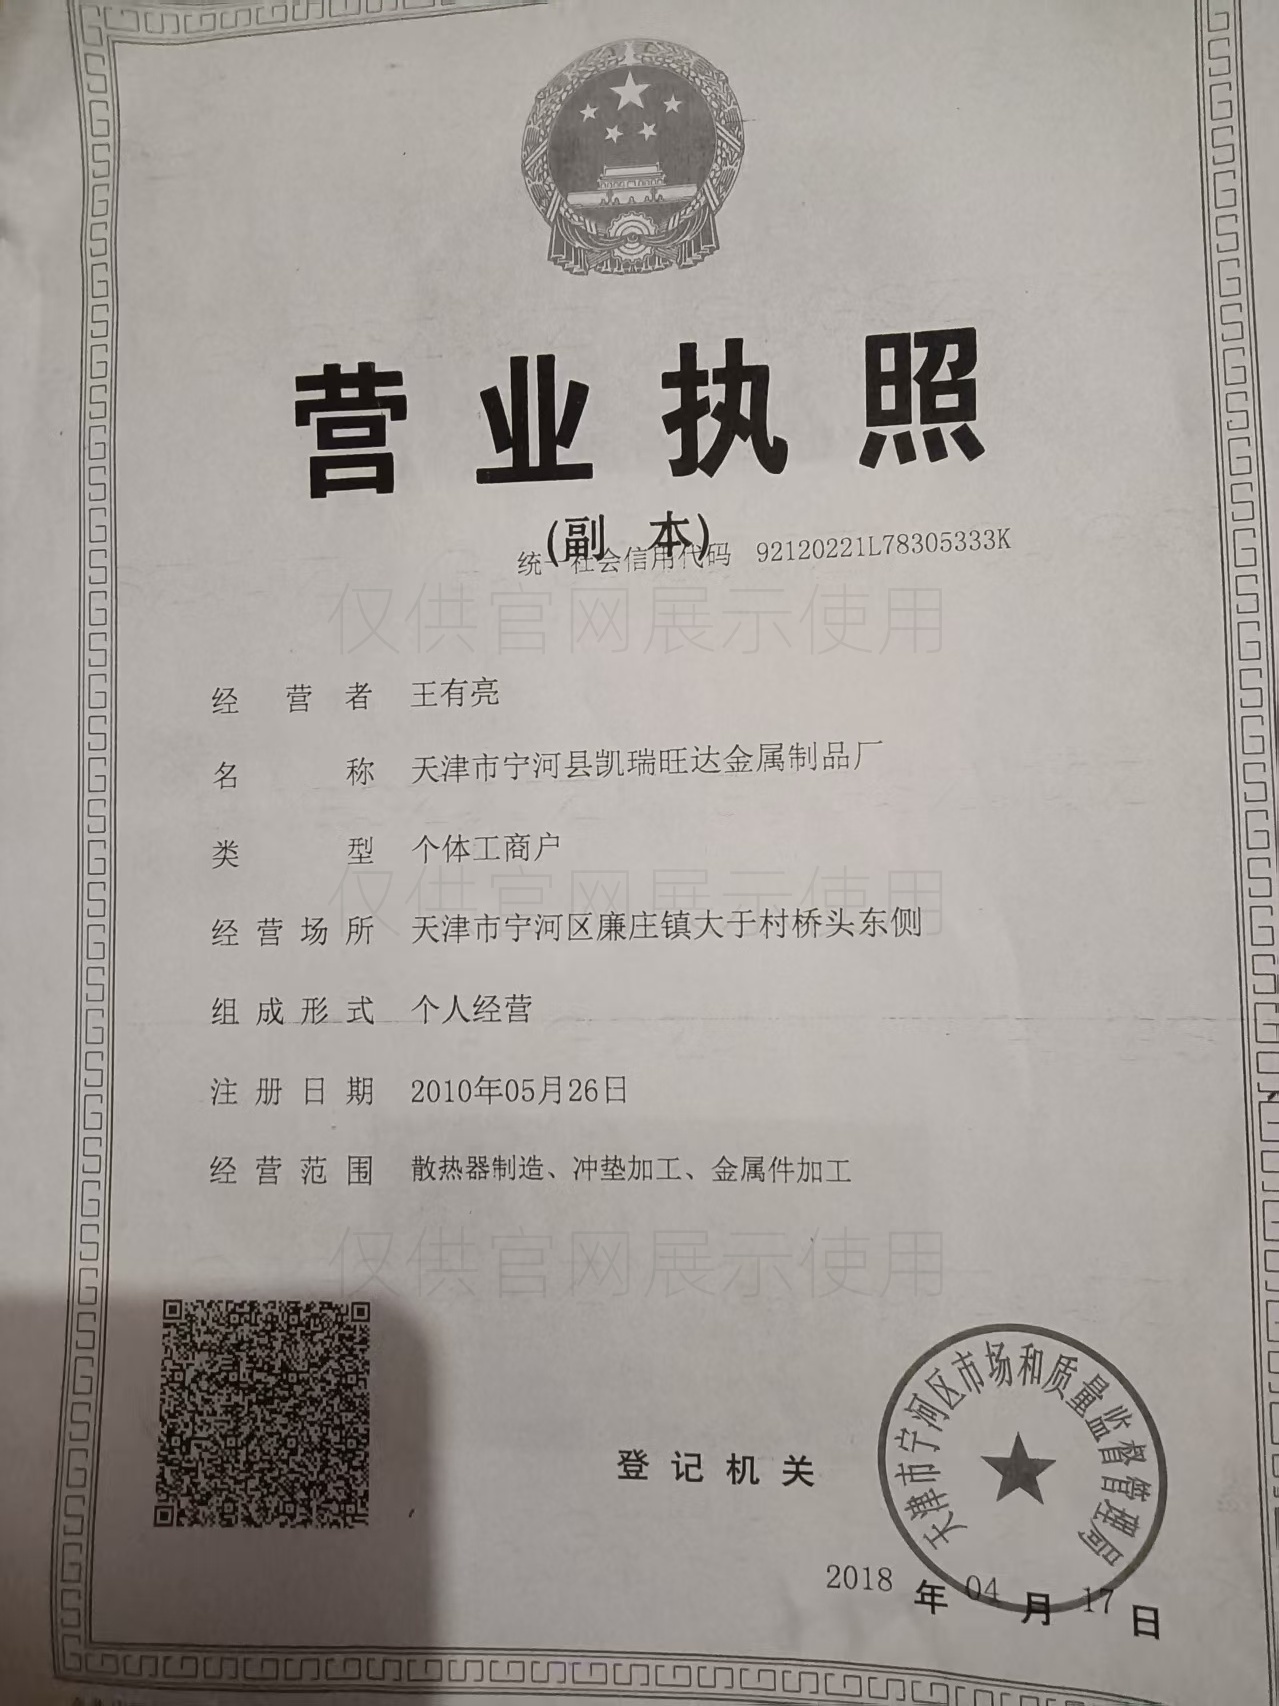 营业执照
(副 本)
统一社会信用代码 92120221L78305333K
仅供官网展示使用
经营者 王有亮
名称 天津市宁河县凯瑞旺达金属制品厂
类型 个体工商户
仅供官网展示使用
经营场所 天津市宁河区廉庄镇大于村桥头东侧
组成形式 个人经营
注册日期 2010年05月26日
经营范围 散热器制造、冲垫加工、金属件加工
仅供官网展示使用
天津市宁河区市场和质量监督管理局
登记机关
2018 年 04 月 17 日